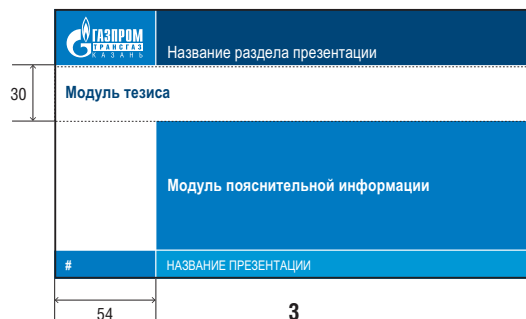 ГАЗПРОМ
ТРАНСГАЗ
КАЗАНЬ
Название раздела презентации
30
Модуль тезиса
Модуль пояснительной информации
#
НАЗВАНИЕ ПРЕЗЕНТАЦИИ
54
3